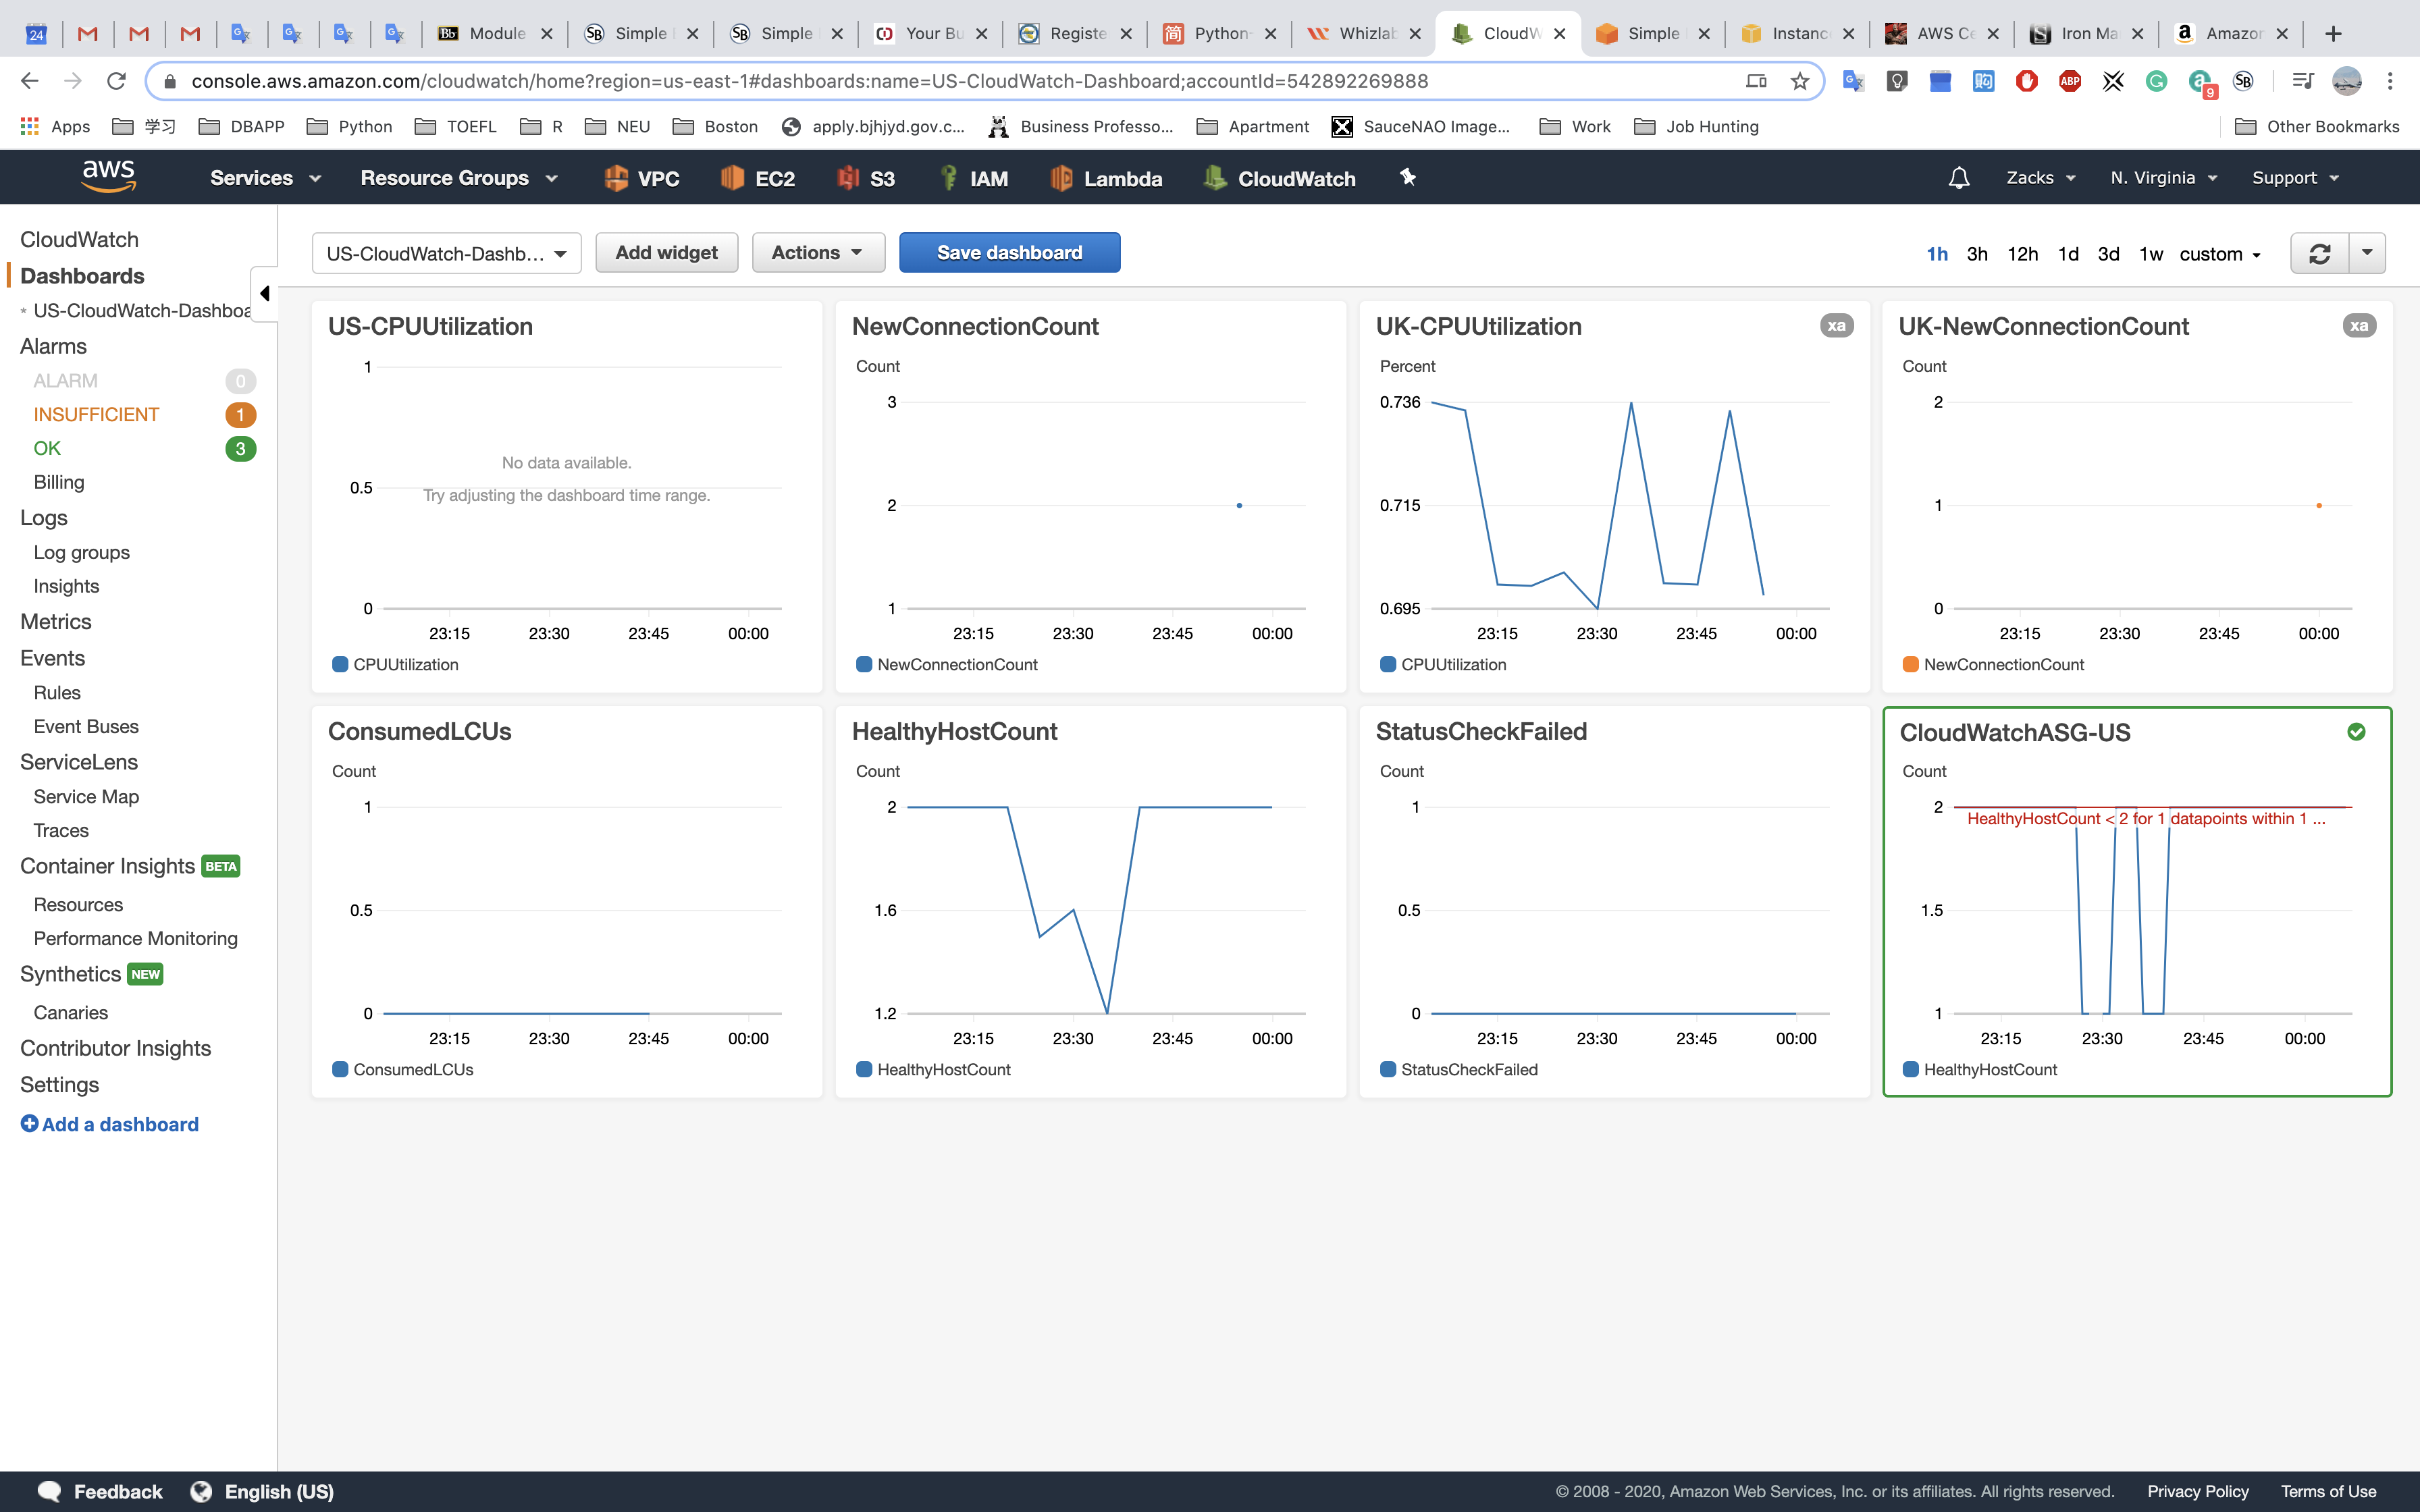 24
Module
Simple
Simple
Your Bu
Registe
Python-
Whizlab
CloudW
Simple
Instanc
AWS Ce
Iron Ma
Amazon
console.aws.amazon.com/cloudwatch/home?region=us-east-1#dashboards:name=US-CloudWatch-Dashboard;accountId=542892269888
ABP
9
Apps
学习
DBAPP
Python
TOEFL
R
NEU
Boston
apply.bjhjyd.gov.c...
Business Professo...
Apartment
SauceNAO Image...
Work
Job Hunting
Other Bookmarks
aws
Services
Resource Groups
VPC
EC2
S3
IAM
Lambda
CloudWatch
Zacks
N. Virginia
Support
CloudWatch
Dashboards
* US-CloudWatch-Dashboa
Alarms
ALARM 0
INSUFFICIENT 1
OK 3
Billing
Logs
Log groups
Insights
Metrics
Events
Rules
Event Buses
ServiceLens
Service Map
Traces
Container Insights BETA
Resources
Performance Monitoring
Synthetics NEW
Canaries
Contributor Insights
Settings
Add a dashboard
US-CloudWatch-Dashb...
Add widget
Actions
Save dashboard
1h 3h 12h 1d 3d 1w custom
US-CPUUtilization
1
No data available.
0.5
Try adjusting the dashboard time range.
0
23:15 23:30 23:45 00:00
CPUUtilization
NewConnectionCount
Count
3
2
1
23:15 23:30 23:45 00:00
NewConnectionCount
UK-CPUUtilization
xa
Percent
0.736
0.715
0.695
23:15 23:30 23:45 00:00
CPUUtilization
UK-NewConnectionCount
xa
Count
2
1
0
23:15 23:30 23:45 00:00
NewConnectionCount
ConsumedLCUs
Count
1
0.5
0
23:15 23:30 23:45 00:00
ConsumedLCUs
HealthyHostCount
Count
2
1.6
1.2
23:15 23:30 23:45 00:00
HealthyHostCount
StatusCheckFailed
Count
1
0.5
0
23:15 23:30 23:45 00:00
StatusCheckFailed
CloudWatchASG-US
Count
2
HealthyHostCount < 2 for 1 datapoints within 1 ...
1.5
1
23:15 23:30 23:45 00:00
HealthyHostCount
Feedback
English (US)
© 2008 - 2020, Amazon Web Services, Inc. or its affiliates. All rights reserved.
Privacy Policy
Terms of Use